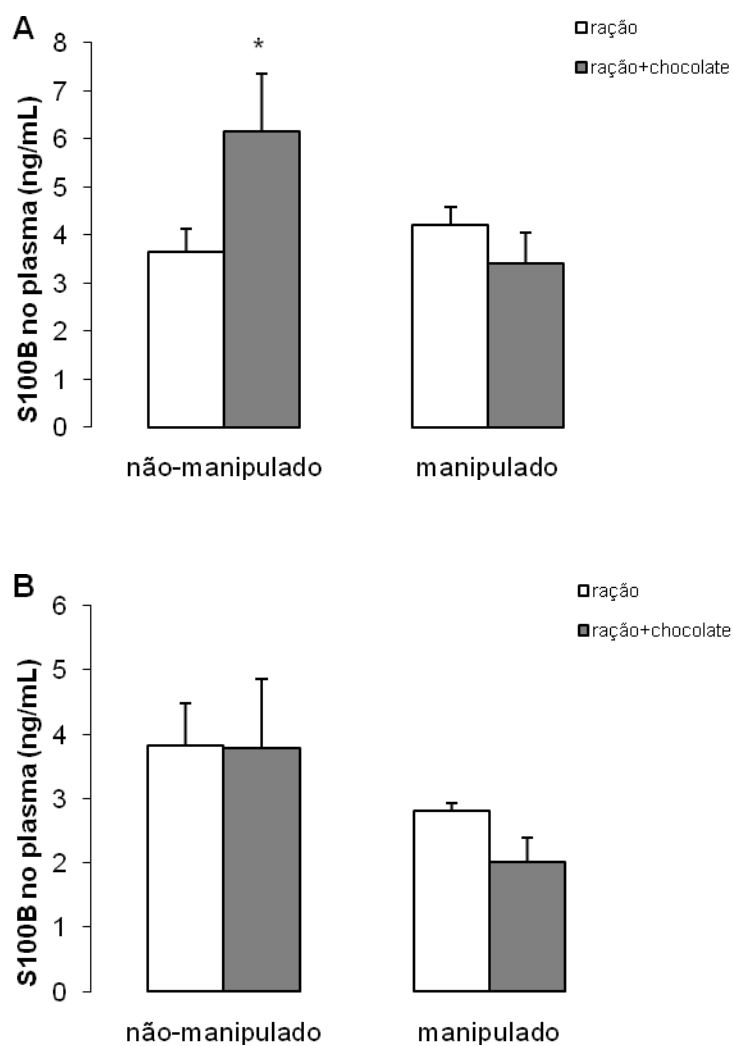 A
ração
ração+chocolate
*
S100B no plasma (ng/mL)
8
7
6
5
4
3
2
1
0
não-manipulado manipulado
B
ração
ração+chocolate
S100B no plasma (ng/mL)
6
5
4
3
2
1
0
não-manipulado manipulado